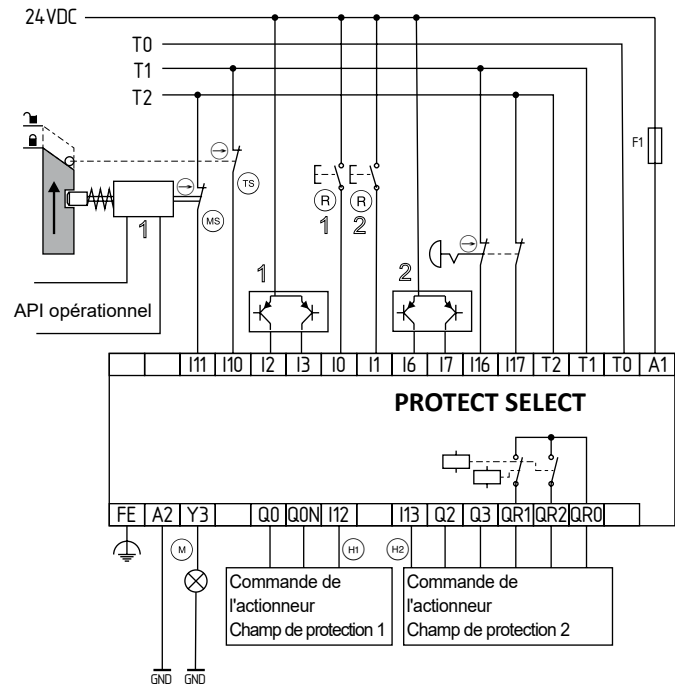 24VDC
T0
T1
T2
F1
TS
MS
1
R R
1 2
1
2
API opérationnel
I11 I10 I2 I3 I0 I1 I6 I7 I16 I17 T2 T1 T0 A1
PROTECT SELECT
FE A2 Y3 Q0 Q0N I12 I13 Q2 Q3 QR1 QR2 QR0
M H1 H2
Commande de
l'actionneur
Champ de protection 1
Commande de
l'actionneur
Champ de protection 2
GND GND